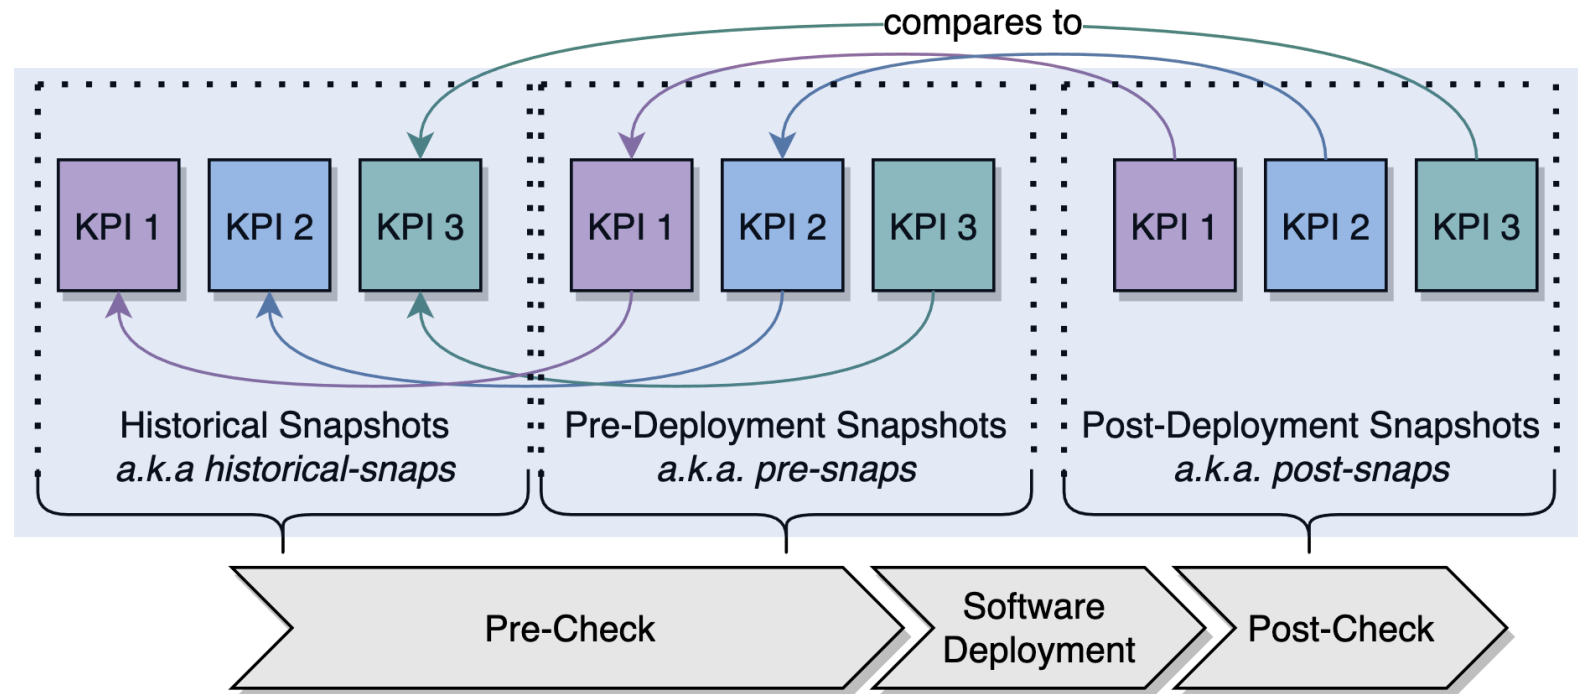 compares to
KPI 1
KPI 2
KPI 3
KPI 1
KPI 2
KPI 3
KPI 1
KPI 2
KPI 3
Historical Snapshots
a.k.a historical-snaps
Pre-Deployment Snapshots
a.k.a. pre-snaps
Post-Deployment Snapshots
a.k.a. post-snaps
Pre-Check
Software
Deployment
Post-Check